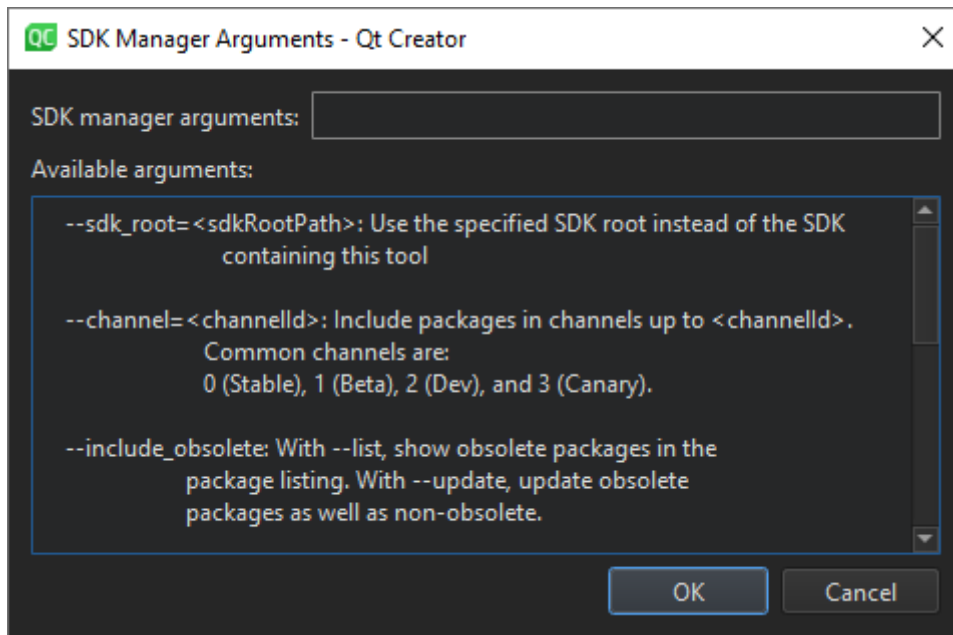 QC SDK Manager Arguments - Qt Creator
SDK manager arguments:
Available arguments:
--sdk_root=<sdkRootPath>: Use the specified SDK root instead of the SDK
containing this tool
--channel=<channelId>: Include packages in channels up to <channelId>.
Common channels are:
0 (Stable), 1 (Beta), 2 (Dev), and 3 (Canary).
--include_obsolete: With --list, show obsolete packages in the
package listing. With --update, update obsolete
packages as well as non-obsolete.
OK Cancel